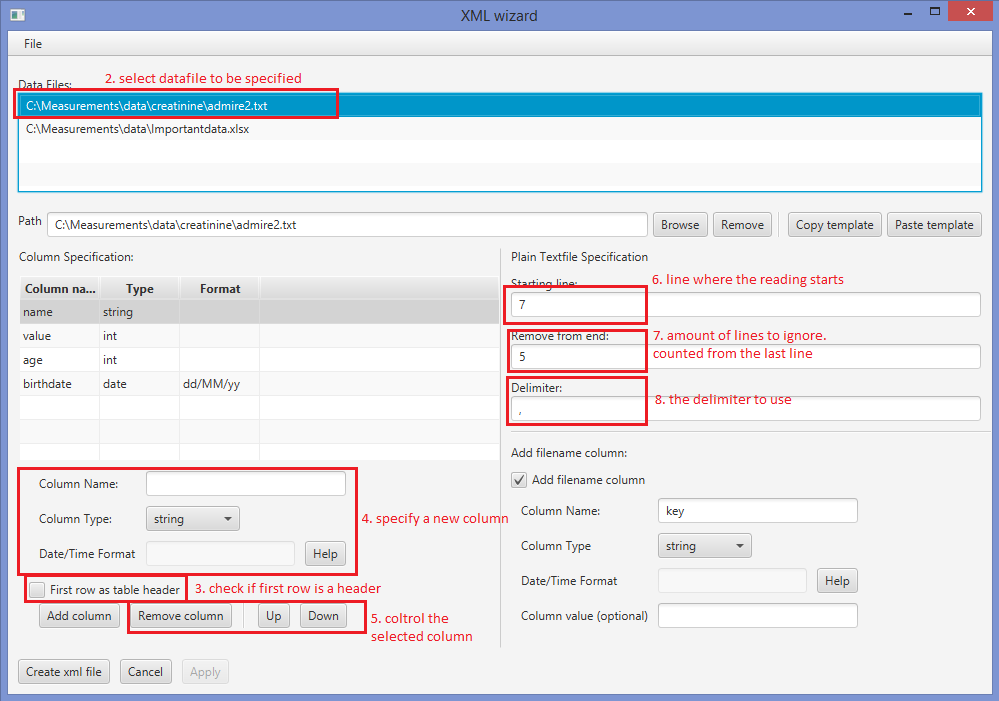 XML wizard
File
2. select datafile to be specified
Data Files:
C:\Measurements\data\creatinine\admire2.txt
C:\Measurements\data\Importantdata.xlsx
Path C:\Measurements\data\creatinine\admire2.txt Browse Remove Copy template Paste template
Column Specification:
Column na... Type Format
name string
value int
age int
birthdate date dd/MM/yy
Column Name:
Column Type: string
4. specify a new column
Date/Time Format Help
First row as table header 3. check if first row is a header
Add column Remove column Up Down
5. coltrol the
selected column
Plain Textfile Specification
Starting line:
6. line where the reading starts
7
Remove from end:
7. amount of lines to ignore.
counted from the last line
5
Delimiter:
8. the delimiter to use
,
Add filename column:
Add filename column
Column Name: key
Column Type string
Date/Time Format Help
Column value (optional)
Create xml file Cancel Apply